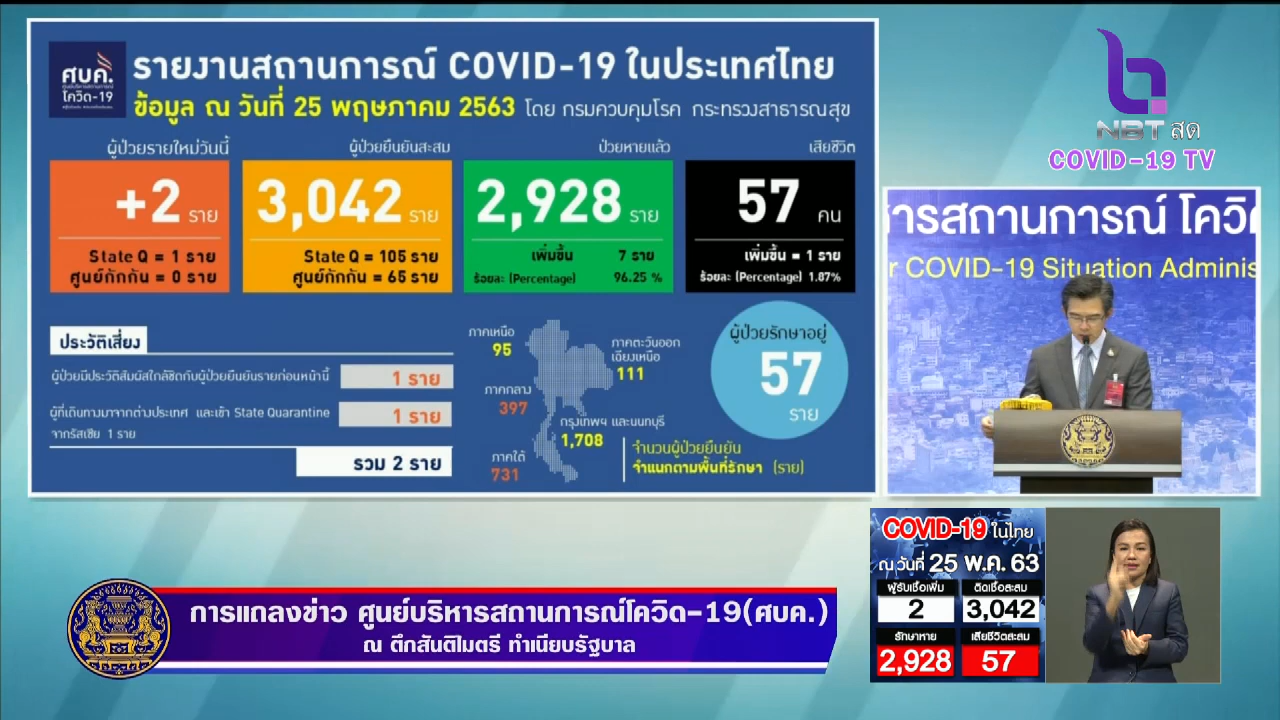 ศบค.
โควิด-19
รายงานสถานการณ์ COVID-19 ในประเทศไทย
ข้อมูล ณ วันที่ 25 พฤษภาคม 2563 โดย กรมควบคุมโรค กระทรวงสาธารณสุข
ผู้ป่วยรายใหม่วันนี้
+2 ราย
State Q = 1 ราย
ศูนย์กักกัน = 0 ราย
ผู้ป่วยยืนยันสะสม
3,042 ราย
State Q = 105 ราย
ศูนย์กักกัน = 65 ราย
ป่วยหายแล้ว
2,928 ราย
เพิ่มขึ้น 7 ราย
ร้อยละ (Percentage) 96.25 %
เสียชีวิต
57 คน
เพิ่มขึ้น = 1 ราย
ร้อยละ (Percentage) 1.87%
ประวัติเสี่ยง
ผู้ป่วยมีประวัติสัมผัสใกล้ชิดกับผู้ป่วยยืนยันรายก่อนหน้านี้ 1 ราย
ผู้ที่เดินทางมาจากต่างประเทศ และเข้า State Quarantine
จากรัสเซีย 1 ราย
1 ราย
รวม 2 ราย
ภาคเหนือ
95
ภาคตะวันออก
เฉียงเหนือ
111
ภาคกลาง
397
กรุงเทพฯ และนนทบุรี
1,708
ภาคใต้
731
จำนวนผู้ป่วยยืนยัน
จำแนกตามพื้นที่รักษา (ราย)
ผู้ป่วยรักษาอยู่
57
ราย
NBT สด
COVID-19 TV
ารสถานการณ์ โควิ
r COVID-19 Situation Adminis
COVID-19 ในไทย
ณ วันที่ 25 พ.ค. 63
ผู้รับเชื้อเพิ่ม
2
ติดเชื้อสะสม
3,042
รักษาหาย
2,928
เสียชีวิตสะสม
57
การแถลงข่าว ศูนย์บริหารสถานการณ์โควิด-19(ศบค.)
ณ ตึกสันติไมตรี ทำเนียบรัฐบาล